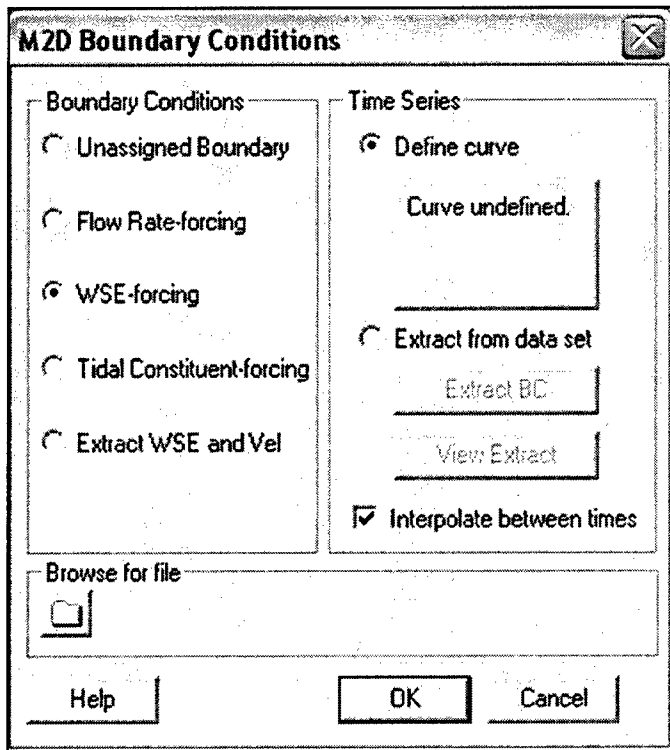 M2D Boundary Conditions
Boundary Conditions
Unassigned Boundary
Flow Rate-forcing
WSE-forcing
Tidal Constituent-forcing
Extract WSE and Vel
Time Series
Define curve
Curve undefined.
Extract from data set
Extract BC
View Extract
Interpolate between times
Browse for file
Help
OK
Cancel